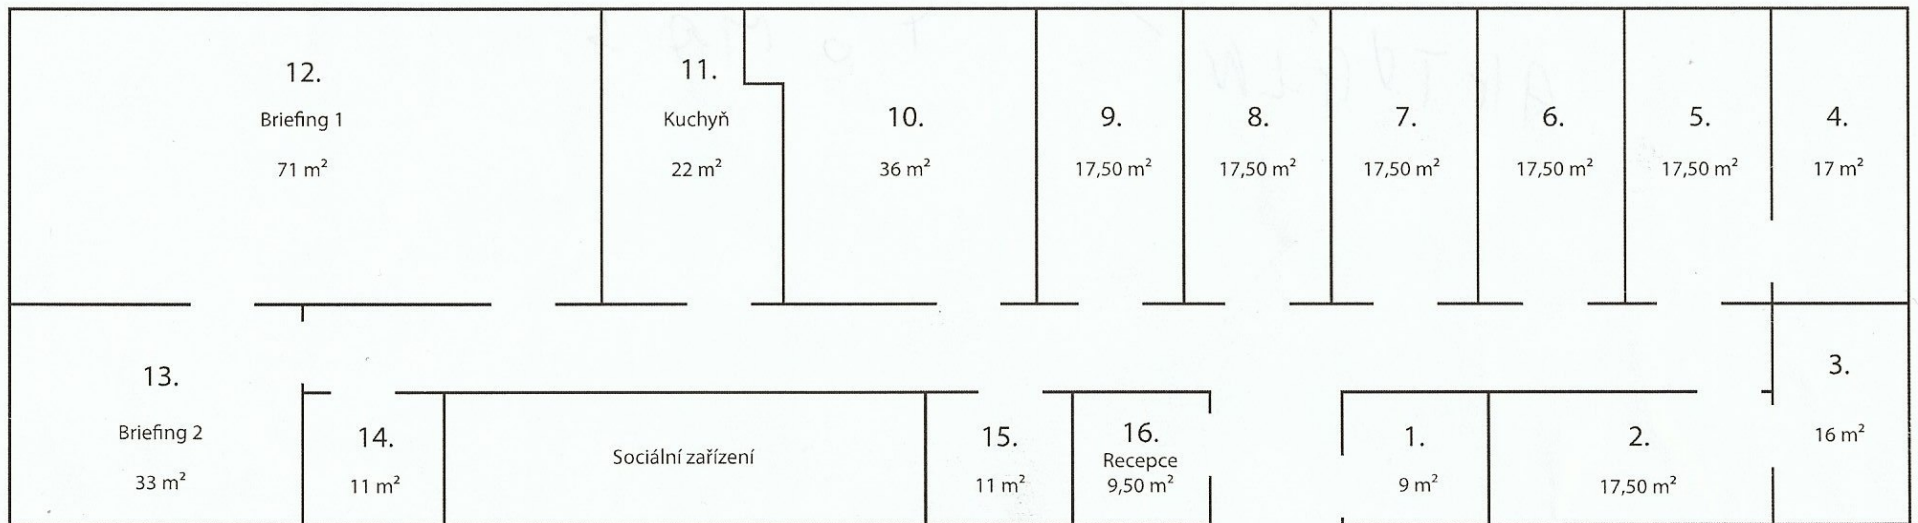 12.
Briefing 1
71 m²
11.
Kuchyň
22 m²
10.
36 m²
9.
17,50 m²
8.
17,50 m²
7.
17,50 m²
6.
17,50 m²
5.
17,50 m²
4.
17 m²
13.
Briefing 2
33 m²
14.
11 m²
Sociální zařízení
15.
11 m²
16.
Recepce
9,50 m²
1.
9 m²
2.
17,50 m²
3.
16 m²